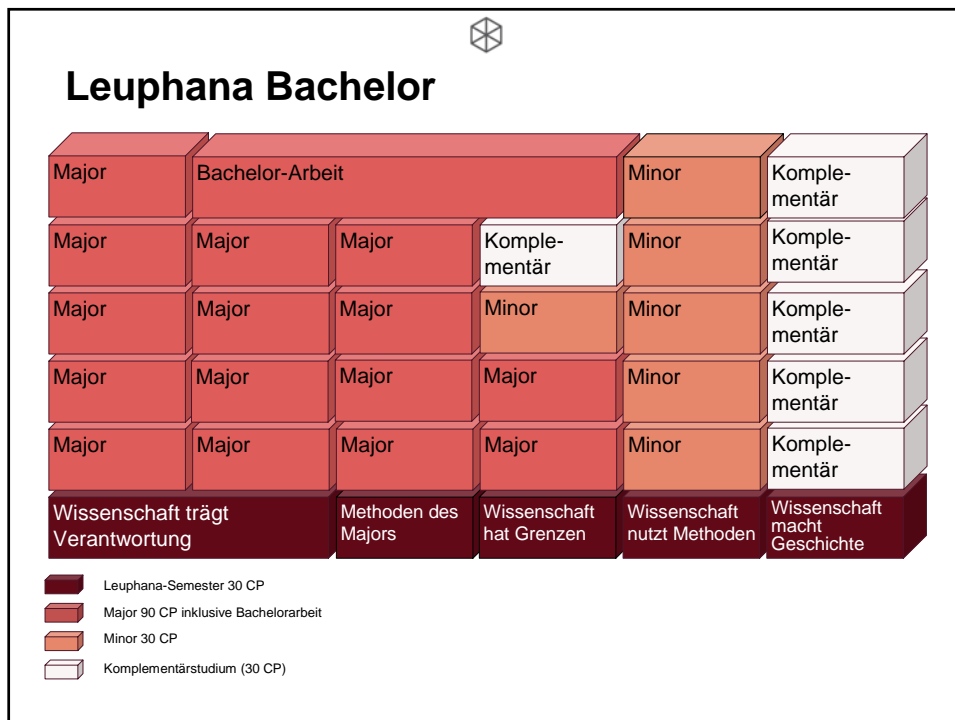 Leuphana Bachelor
Major
Bachelor-Arbeit
Minor
Komple-
mentär
Major
Major
Major
Komple-
mentär
Minor
Komple-
mentär
Major
Major
Major
Minor
Minor
Komple-
mentär
Major
Major
Major
Major
Minor
Komple-
mentär
Major
Major
Major
Major
Minor
Komple-
mentär
Wissenschaft trägt
Verantwortung
Methoden des
Majors
Wissenschaft
hat Grenzen
Wissenschaft
nutzt Methoden
Wissenschaft
macht
Geschichte
Leuphana-Semester 30 CP
Major 90 CP inklusive Bachelorarbeit
Minor 30 CP
Komplementärstudium (30 CP)